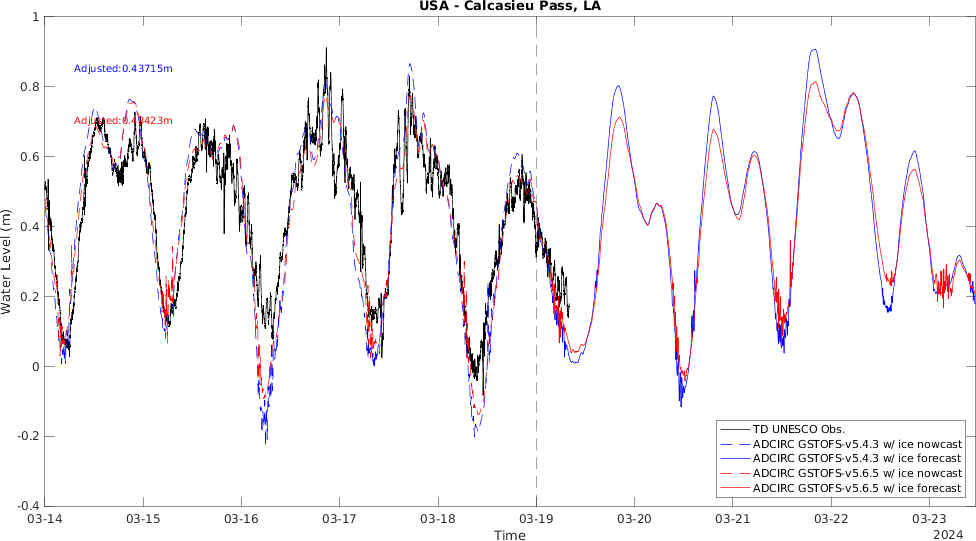 USA - Calcasieu Pass, LA
1
0.8
0.6
0.4
0.2
0
-0.2
-0.4
Water Level (m)
Adjusted:0.43715m
03-14
03-15
03-16
03-17
03-18
03-19
03-20
03-21
03-22
03-23
2024
Time
TD UNESCO Obs.
ADCIRC GSTOFS-v5.4.3 w/ ice nowcast
ADCIRC GSTOFS-v5.4.3 w/ ice forecast
ADCIRC GSTOFS-v5.6.5 w/ ice nowcast
ADCIRC GSTOFS-v5.6.5 w/ ice forecast